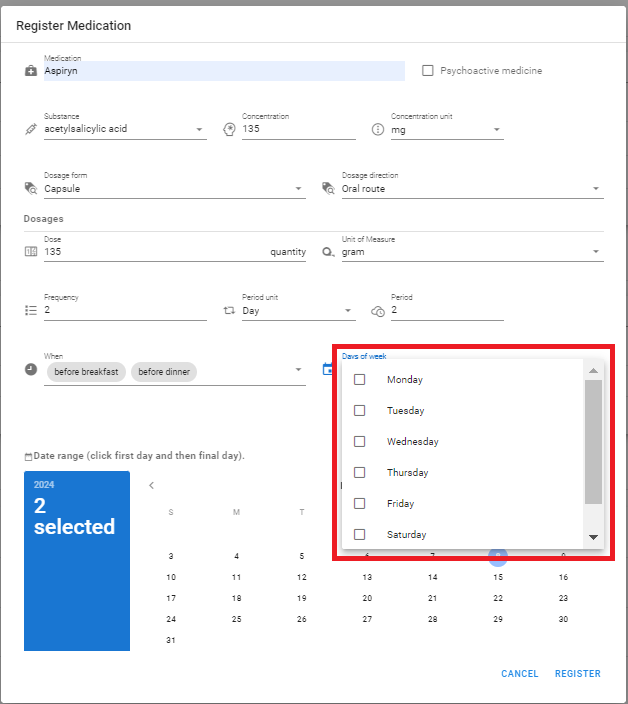 Register Medication
Medication
Aspiryn
Psychoactive medicine
Substance Concentration Concentration unit
acetylsalicylic acid 135 mg
Dosage form Dosage direction
Capsule Oral route
Dosages
Dose Unit of Measure
135 quantity gram
Frequency Period unit Period
2 Day 2
When Days of week
before breakfast before dinner
Monday
Tuesday
Wednesday
Thursday
Friday
Saturday
Date range (click first day and then final day).
2024
2 selected
S M T
3 4 5
10 11 12 13 14 15 16
17 18 19 20 21 22 23
24 25 26 27 28 29 30
31
CANCEL REGISTER